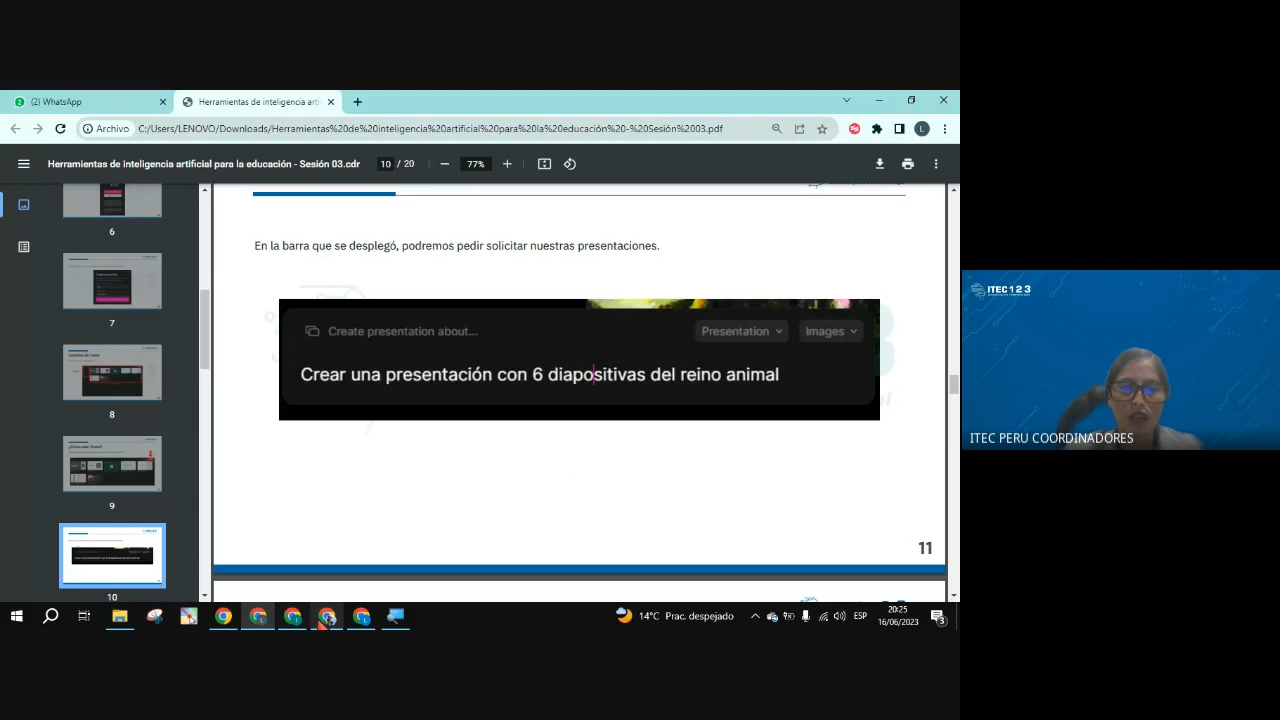 (2) WhatsApp
Herramientas de inteligencia arti
Archivo
C:/Users/LENOVO/Downloads/Herramientas%20de%20inteligencia%20artificial%20para%20la%20educación%20-%20Sesión%2003.pdf
L
Herramientas de inteligencia artificial para la educación - Sesión 03.cdr
10 / 20
77%
6
7
8
9
10
En la barra que se desplegó, podremos pedir solicitar nuestras presentaciones.
Create presentation about...
Presentation
Images
Crear una presentación con 6 diapositivas del reino animal
11
ITEC 1 2 3
ITEC PERU COORDINADORES
14°C Prac. despejado
ESP
20:25
16/06/2023
3